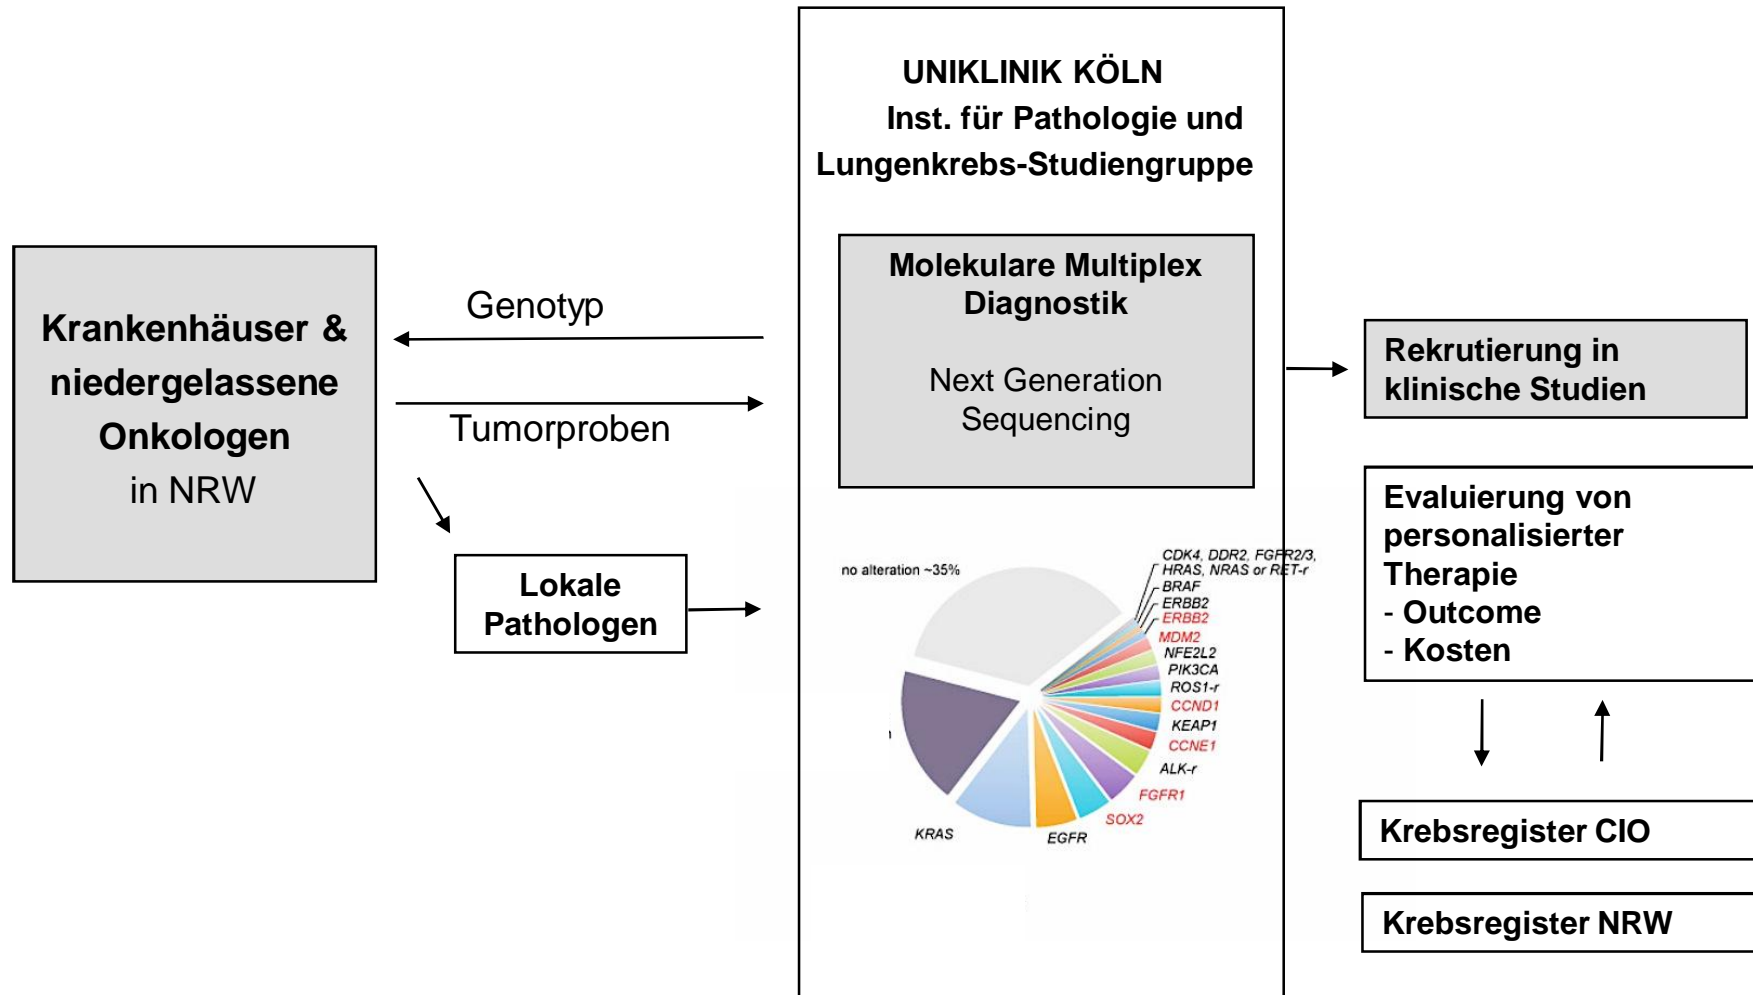 UNIKLINIK KÖLN
Inst. für Pathologie und
Lungenkrebs-Studiengruppe
Krankenhäuser &
niedergelassene
Onkologen
in NRW
Genotyp
Tumorproben
Lokale
Pathologen
Molekulare Multiplex
Diagnostik
Next Generation
Sequencing
no alteration ~35%
CDK4, DDR2, FGFR2/3,
HRAS, NRAS or RET-r
BRAF
ERBB2
ERBB2
MDM2
NFE2L2
PIK3CA
ROS1-r
CCND1
KEAP1
CCNE1
ALK-r
FGFR1
SOX2
EGFR
KRAS
Rekrutierung in
klinische Studien
Evaluierung von
personalisierter
Therapie
- Outcome
- Kosten
Krebsregister CIO
Krebsregister NRW